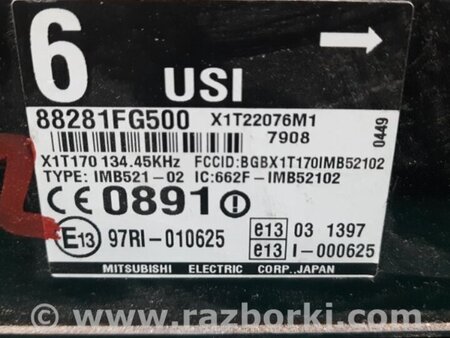 6
USI
88281FG500 X1T22076M1
7908
0449
X1T170 134.45KHz FCCID:BGBX1T170IMB52102
TYPE: IMB521-02 IC:662F-IMB52102
CE 0891
E13 97RI-010625
e13 03 1397
e13 I-000625
MITSUBISHI ELECTRIC CORP.,JAPAN
© www.razborki.com